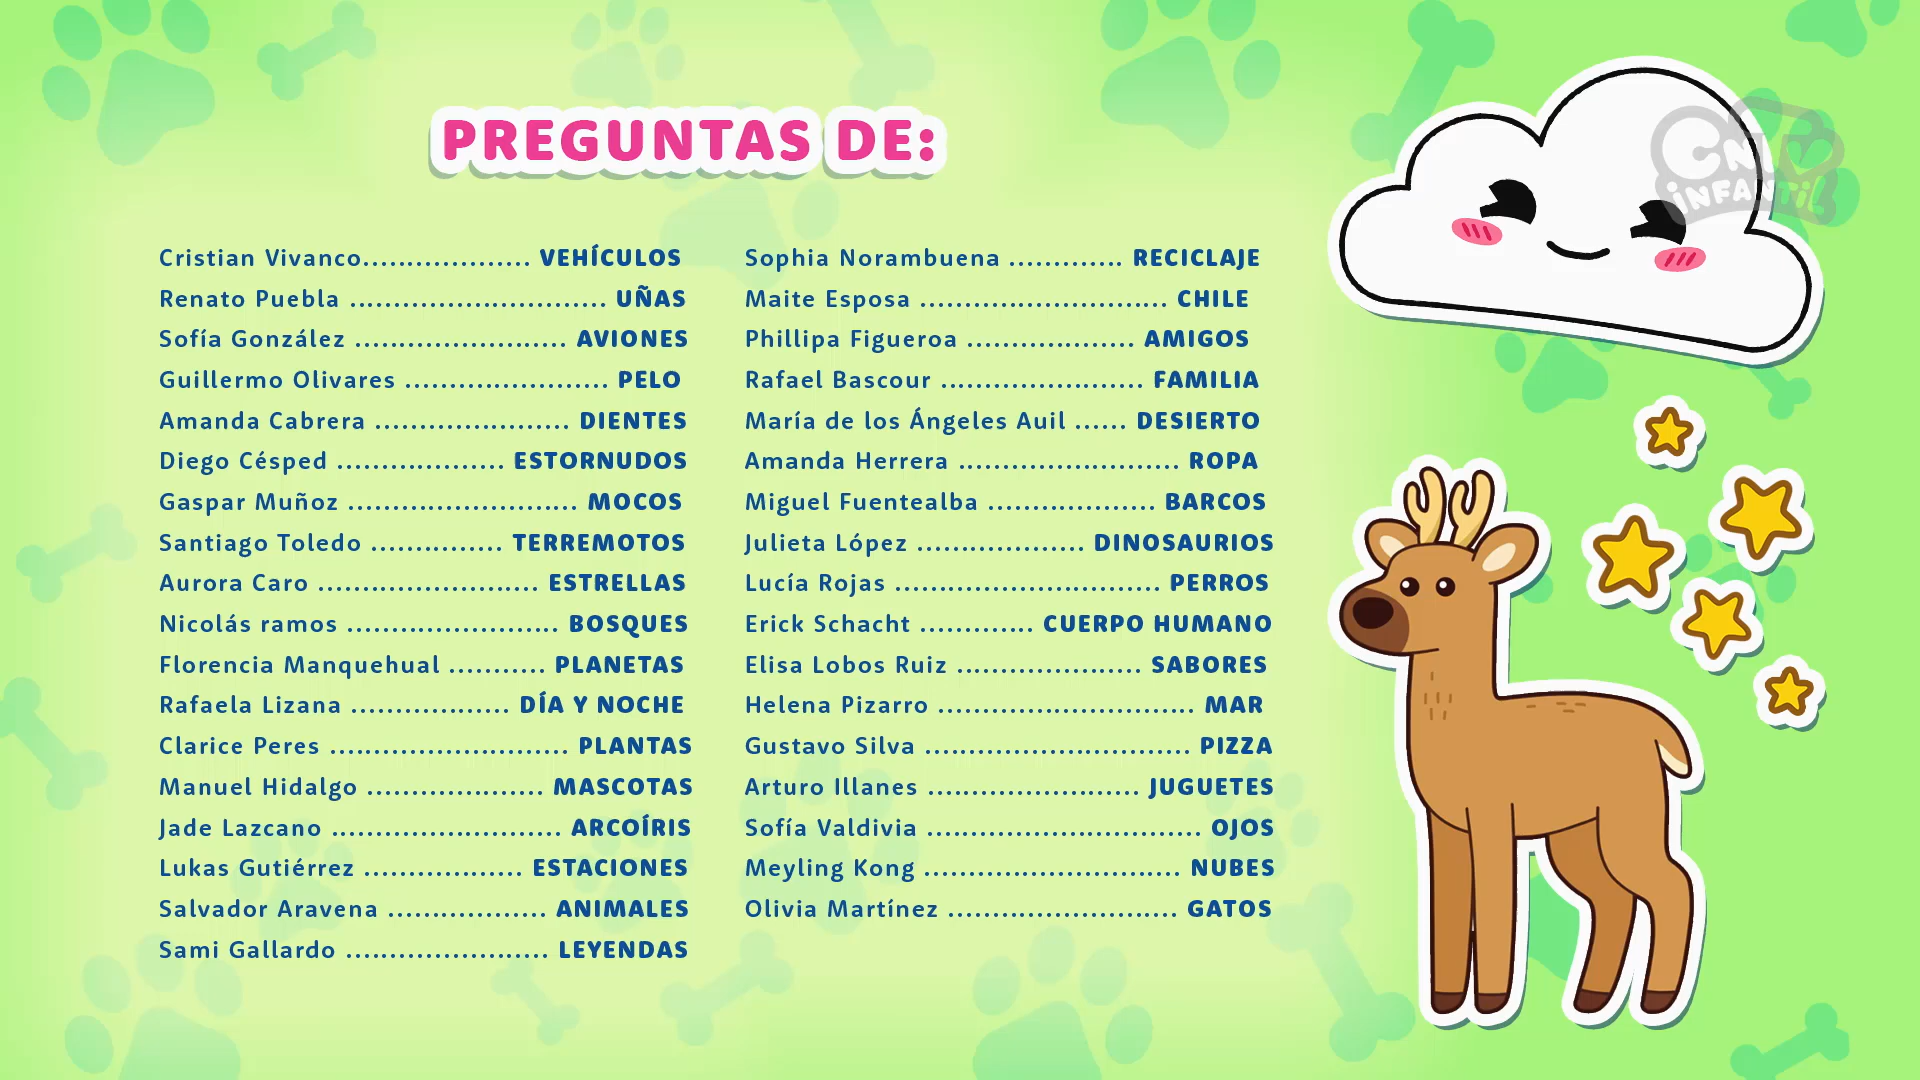 PREGUNTAS DE:
Cristian Vivanco................... VEHÍCULOS
Renato Puebla ............................. UÑAS
Sofía González ........................ AVIONES
Guillermo Olivares ....................... PELO
Amanda Cabrera ...................... DIENTES
Diego Césped ................... ESTORNUDOS
Gaspar Muñoz .......................... MOCOS
Santiago Toledo ............... TERREMOTOS
Aurora Caro ......................... ESTRELLAS
Nicolás ramos ........................ BOSQUES
Florencia Manquehual ........... PLANETAS
Rafaela Lizana .................. DÍA Y NOCHE
Clarice Peres ........................... PLANTAS
Manuel Hidalgo .................... MASCOTAS
Jade Lazcano .......................... ARCOÍRIS
Lukas Gutiérrez .................. ESTACIONES
Salvador Aravena .................. ANIMALES
Sami Gallardo ....................... LEYENDAS
Sophia Norambuena ............. RECICLAJE
Maite Esposa ............................ CHILE
Phillipa Figueroa ................... AMIGOS
Rafael Bascour ....................... FAMILIA
María de los Ángeles Auil ...... DESIERTO
Amanda Herrera ......................... ROPA
Miguel Fuentealba ................... BARCOS
Julieta López ................... DINOSAURIOS
Lucía Rojas .............................. PERROS
Erick Schacht ............. CUERPO HUMANO
Elisa Lobos Ruiz ..................... SABORES
Helena Pizarro ............................. MAR
Gustavo Silva .............................. PIZZA
Arturo Illanes ........................ JUGUETES
Sofía Valdivia ............................... OJOS
Meyling Kong ............................. NUBES
Olivia Martínez .......................... GATOS
CNTV
iNFANTiL